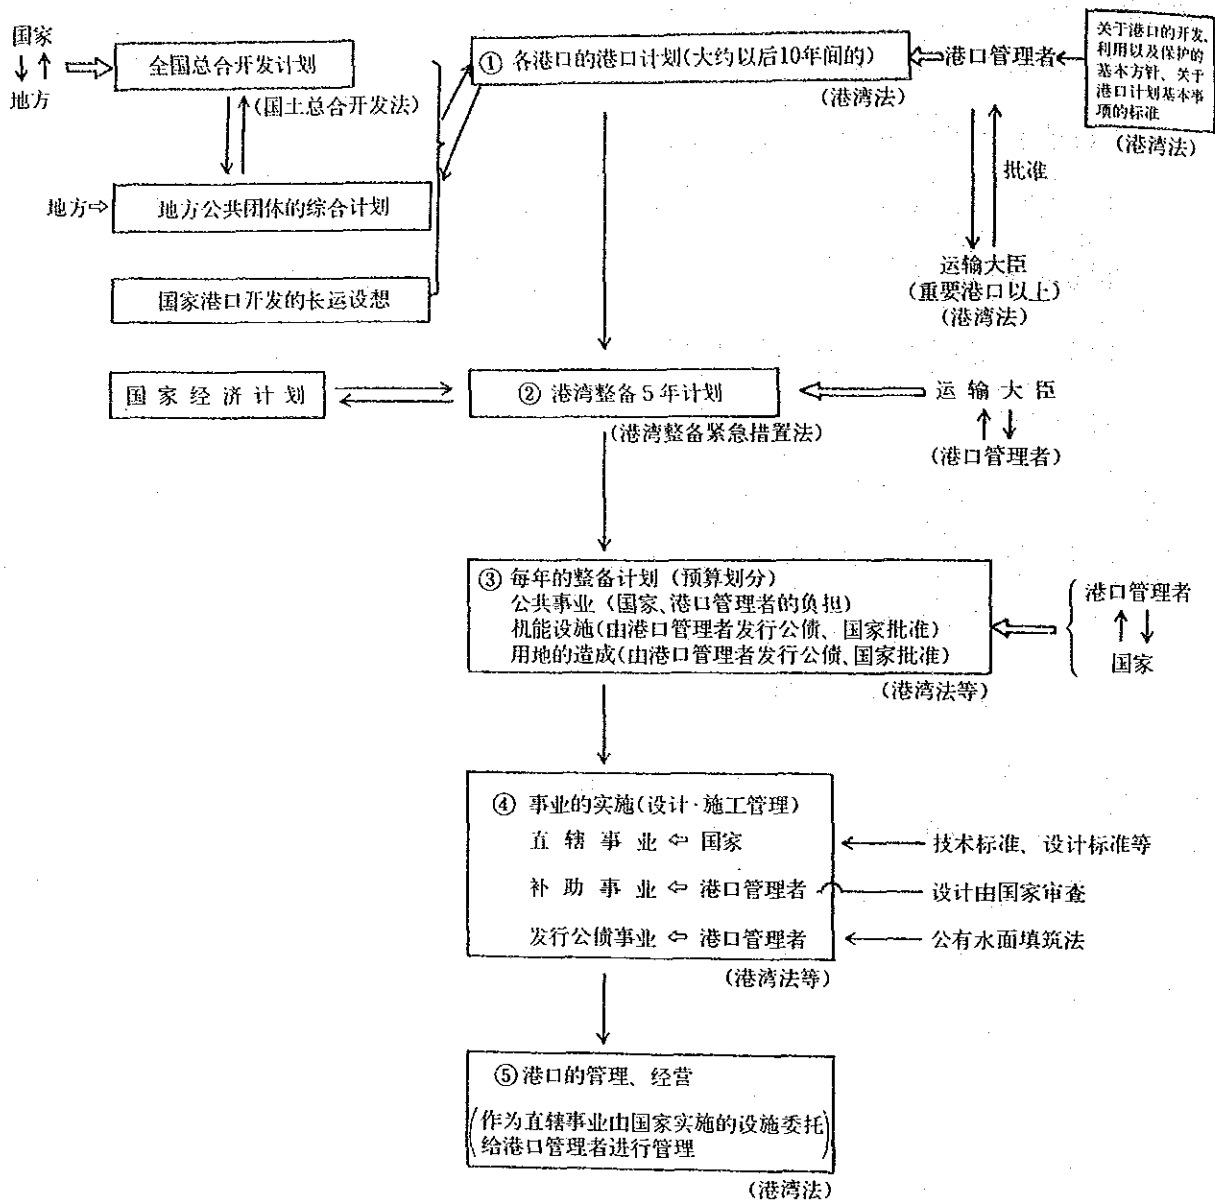 国家
地方
全国总合开发计划
(国土总合开发法)
地方
地方公共团体的综合计划
国家港口开发的长运设想
① 各港口的港口计划(大约以后10年间的)
(港湾法)
港口管理者
关于港口的开发、
利用以及保护的
基本方针、关于
港口计划基本事
项的标准
(港湾法)
批准
运输大臣
(重要港口以上)
(港湾法)
国家经济计划
② 港湾整备5年计划
(港湾整备紧急措置法)
运输大臣
(港口管理者)
③ 每年的整备计划 (预算划分)
公共事业 (国家、港口管理者的负担)
机能设施(由港口管理者发行公债、国家批准)
用地的造成(由港口管理者发行公债、国家批准)
(港湾法等)
港口管理者
国家
④ 事业的实施(设计·施工管理)
直辖事业 ⇦ 国家
技术标准、设计标准等
补助事业 ⇦ 港口管理者
设计由国家审查
发行公债事业 ⇦ 港口管理者
公有水面填筑法
(港湾法等)
⑤ 港口的管理、经营
(作为直辖事业由国家实施的设施委托
给港口管理者进行管理)
(港湾法)